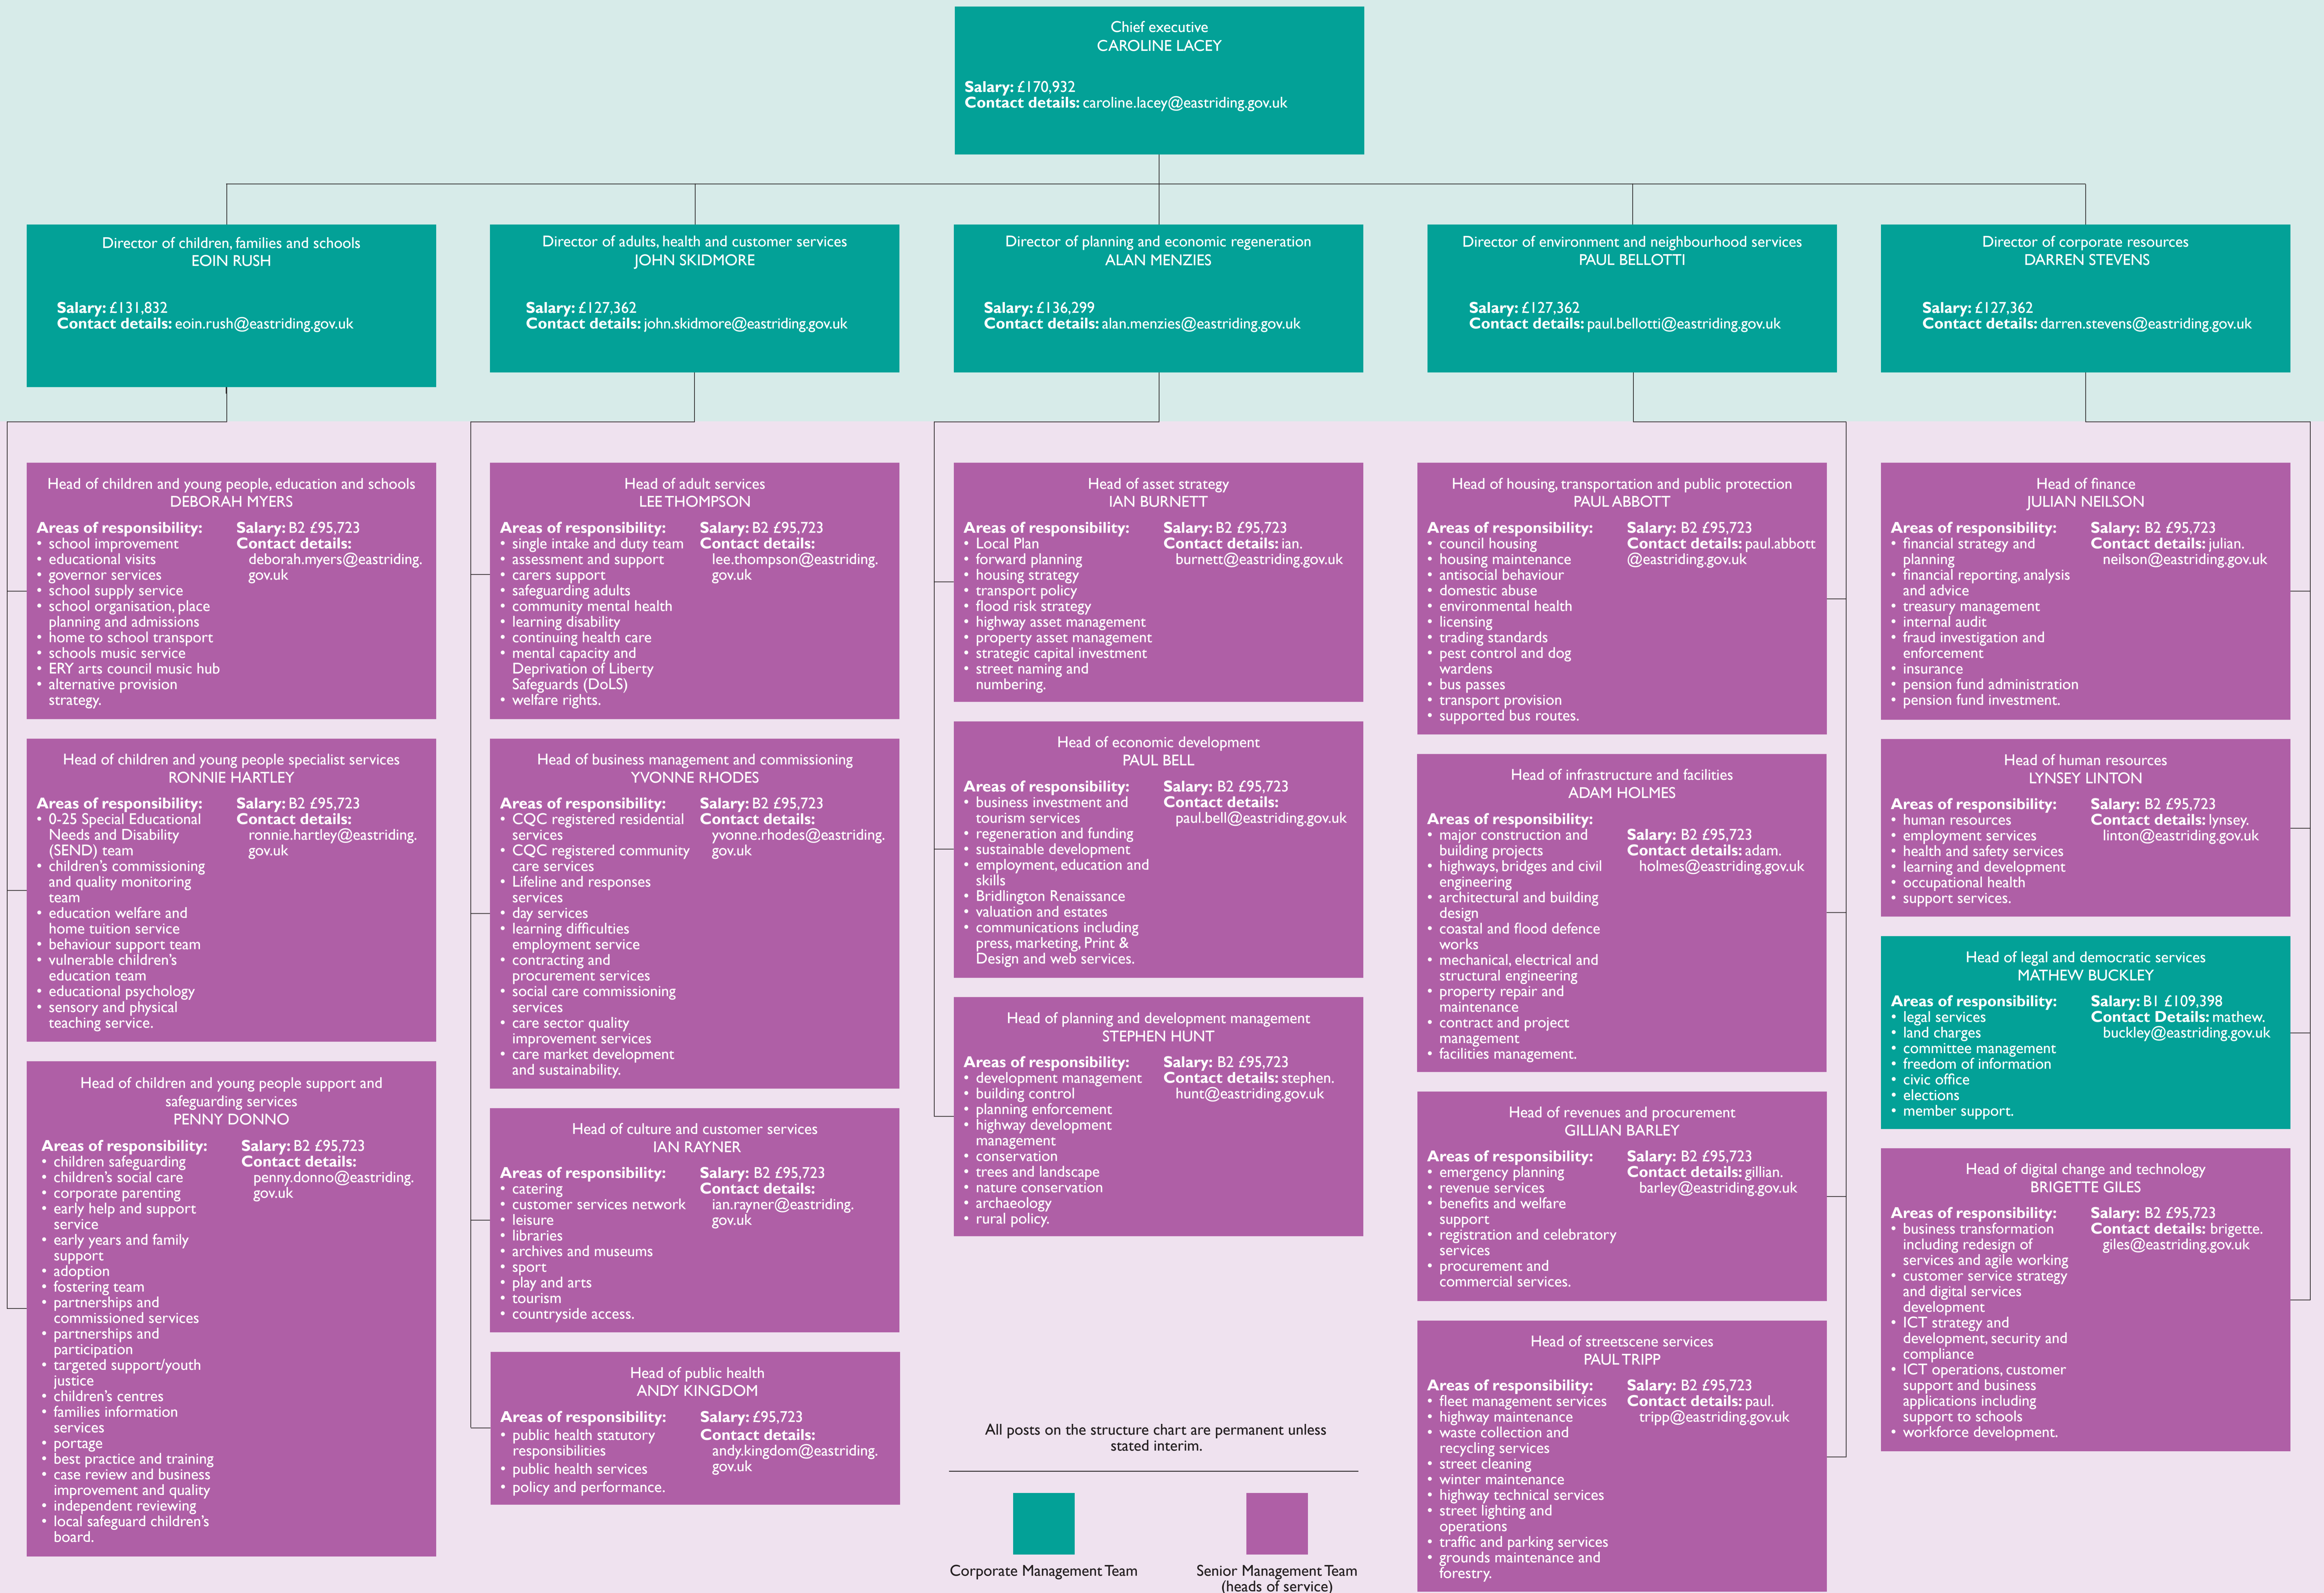 Chief executive
CAROLINE LACEY
Salary: £170,932
Contact details: caroline.lacey@eastriding.gov.uk
Director of children, families and schools
EOIN RUSH
Salary: £131,832
Contact details: eoin.rush@eastriding.gov.uk
Director of adults, health and customer services
JOHN SKIDMORE
Salary: £127,362
Contact details: john.skidmore@eastriding.gov.uk
Director of planning and economic regeneration
ALAN MENZIES
Salary: £136,299
Contact details: alan.menzies@eastriding.gov.uk
Director of environment and neighbourhood services
PAUL BELLOTTI
Salary: £127,362
Contact details: paul.bellotti@eastriding.gov.uk
Director of corporate resources
DARREN STEVENS
Salary: £127,362
Contact details: darren.stevens@eastriding.gov.uk
Head of children and young people, education and schools
DEBORAH MYERS
Areas of responsibility:
• school improvement
• educational visits
• governor services
• school supply service
• school organisation, place
planning and admissions
• home to school transport
• schools music service
• ERY arts council music hub
• alternative provision
strategy.
Salary: B2 £95,723
Contact details:
deborah.myers@eastriding.
gov.uk
Head of children and young people specialist services
RONNIE HARTLEY
Areas of responsibility:
• 0-25 Special Educational
Needs and Disability
(SEND) team
• children's commissioning
and quality monitoring
team
• education welfare and
home tuition service
• behaviour support team
• vulnerable children's
education team
• educational psychology
• sensory and physical
teaching service.
Salary: B2 £95,723
Contact details:
ronnie.hartley@eastriding.
gov.uk
Head of children and young people support and
safeguarding services
PENNY DONNO
Areas of responsibility:
• children safeguarding
• children's social care
• corporate parenting
• early help and support
service
• early years and family
support
• adoption
• fostering team
• partnerships and
commissioned services
• partnerships and
participation
• targeted support/youth
justice
• children's centres
• families information
services
• portage
• best practice and training
• case review and business
improvement and quality
• independent reviewing
• local safeguard children's
board.
Salary: B2 £95,723
Contact details:
penny.donno@eastriding.
gov.uk
Head of adult services
LEE THOMPSON
Areas of responsibility:
• single intake and duty team
• assessment and support
• carers support
• safeguarding adults
• community mental health
• learning disability
• continuing health care
• mental capacity and
Deprivation of Liberty
Safeguards (DoLS)
• welfare rights.
Salary: B2 £95,723
Contact details:
lee.thompson@eastriding.
gov.uk
Head of business management and commissioning
YVONNE RHODES
Areas of responsibility:
• CQC registered residential
services
• CQC registered community
care services
• Lifeline and responses
services
• day services
• learning difficulties
employment service
• contracting and
procurement services
• social care commissioning
services
• care sector quality
improvement services
• care market development
and sustainability.
Salary: B2 £95,723
Contact details:
yvonne.rhodes@eastriding.
gov.uk
Head of culture and customer services
IAN RAYNER
Areas of responsibility:
• catering
• customer services network
• leisure
• libraries
• archives and museums
• sport
• play and arts
• tourism
• countryside access.
Salary: B2 £95,723
Contact details:
ian.rayner@eastriding.
gov.uk
Head of public health
ANDY KINGDOM
Areas of responsibility:
• public health statutory
responsibilities
• public health services
• policy and performance.
Salary: £95,723
Contact details:
andy.kingdom@eastriding.
gov.uk
Head of asset strategy
IAN BURNETT
Areas of responsibility:
• Local Plan
• forward planning
• housing strategy
• transport policy
• flood risk strategy
• highway asset management
• property asset management
• strategic capital investment
• street naming and
numbering.
Salary: B2 £95,723
Contact details: ian.
burnett@eastriding.gov.uk
Head of economic development
PAUL BELL
Areas of responsibility:
• business investment and
tourism services
• regeneration and funding
• sustainable development
• employment, education and
skills
• Bridlington Renaissance
• valuation and estates
• communications including
press, marketing, Print &
Design and web services.
Salary: B2 £95,723
Contact details:
paul.bell@eastriding.gov.uk
Head of planning and development management
STEPHEN HUNT
Areas of responsibility:
• development management
• building control
• planning enforcement
• highway development
management
• conservation
• trees and landscape
• nature conservation
• archaeology
• rural policy.
Salary: B2 £95,723
Contact details: stephen.
hunt@eastriding.gov.uk
Head of housing, transportation and public protection
PAUL ABBOTT
Areas of responsibility:
• council housing
• housing maintenance
• antisocial behaviour
• domestic abuse
• environmental health
• licensing
• trading standards
• pest control and dog
wardens
• bus passes
• transport provision
• supported bus routes.
Salary: B2 £95,723
Contact details: paul.abbott
@eastriding.gov.uk
Head of infrastructure and facilities
ADAM HOLMES
Areas of responsibility:
• major construction and
building projects
• highways, bridges and civil
engineering
• architectural and building
design
• coastal and flood defence
works
• mechanical, electrical and
structural engineering
• property repair and
maintenance
• contract and project
management
• facilities management.
Salary: B2 £95,723
Contact details: adam.
holmes@eastriding.gov.uk
Head of revenues and procurement
GILLIAN BARLEY
Areas of responsibility:
• emergency planning
• revenue services
• benefits and welfare
support
• registration and celebratory
services
• procurement and
commercial services.
Salary: B2 £95,723
Contact details: gillian.
barley@eastriding.gov.uk
Head of streetscene services
PAUL TRIPP
Areas of responsibility:
• fleet management services
• highway maintenance
• waste collection and
recycling services
• street cleaning
• winter maintenance
• highway technical services
• street lighting and
operations
• traffic and parking services
• grounds maintenance and
forestry.
Salary: B2 £95,723
Contact details: paul.
tripp@eastriding.gov.uk
Head of finance
JULIAN NEILSON
Areas of responsibility:
• financial strategy and
planning
• financial reporting, analysis
and advice
• treasury management
• internal audit
• fraud investigation and
enforcement
• insurance
• pension fund administration
• pension fund investment.
Salary: B2 £95,723
Contact details: julian.
neilson@eastriding.gov.uk
Head of human resources
LYNSEY LINTON
Areas of responsibility:
• human resources
• employment services
• health and safety services
• learning and development
• occupational health
• support services.
Salary: B2 £95,723
Contact details: lynsey.
linton@eastriding.gov.uk
Head of legal and democratic services
MATHEW BUCKLEY
Areas of responsibility:
• legal services
• land charges
• committee management
• freedom of information
• civic office
• elections
• member support.
Salary: B1 £109,398
Contact Details: mathew.
buckley@eastriding.gov.uk
Head of digital change and technology
BRIGETTE GILES
Areas of responsibility:
• business transformation
including redesign of
services and agile working
• customer service strategy
and digital services
development
• ICT strategy and
development, security and
compliance
• ICT operations, customer
support and business
applications including
support to schools
• workforce development.
Salary: B2 £95,723
Contact details: brigette.
giles@eastriding.gov.uk
All posts on the structure chart are permanent unless
stated interim.
Corporate Management Team
Senior Management Team
(heads of service)